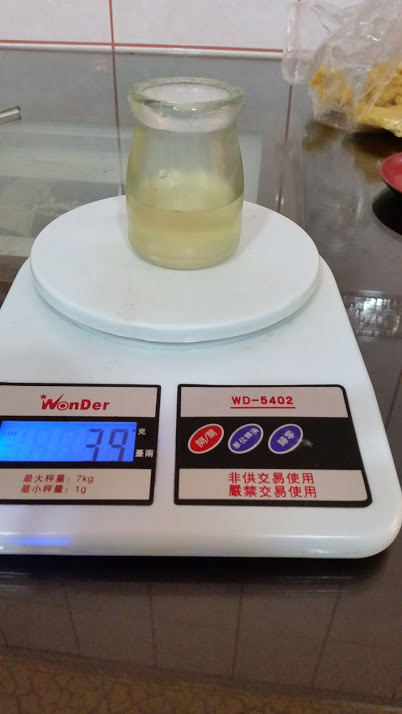 WonDer
WD-5402
39
克
臺兩
開/關
單位轉換
歸零
最大秤量：7kg
最小秤量：1g
非供交易使用
嚴禁交易使用